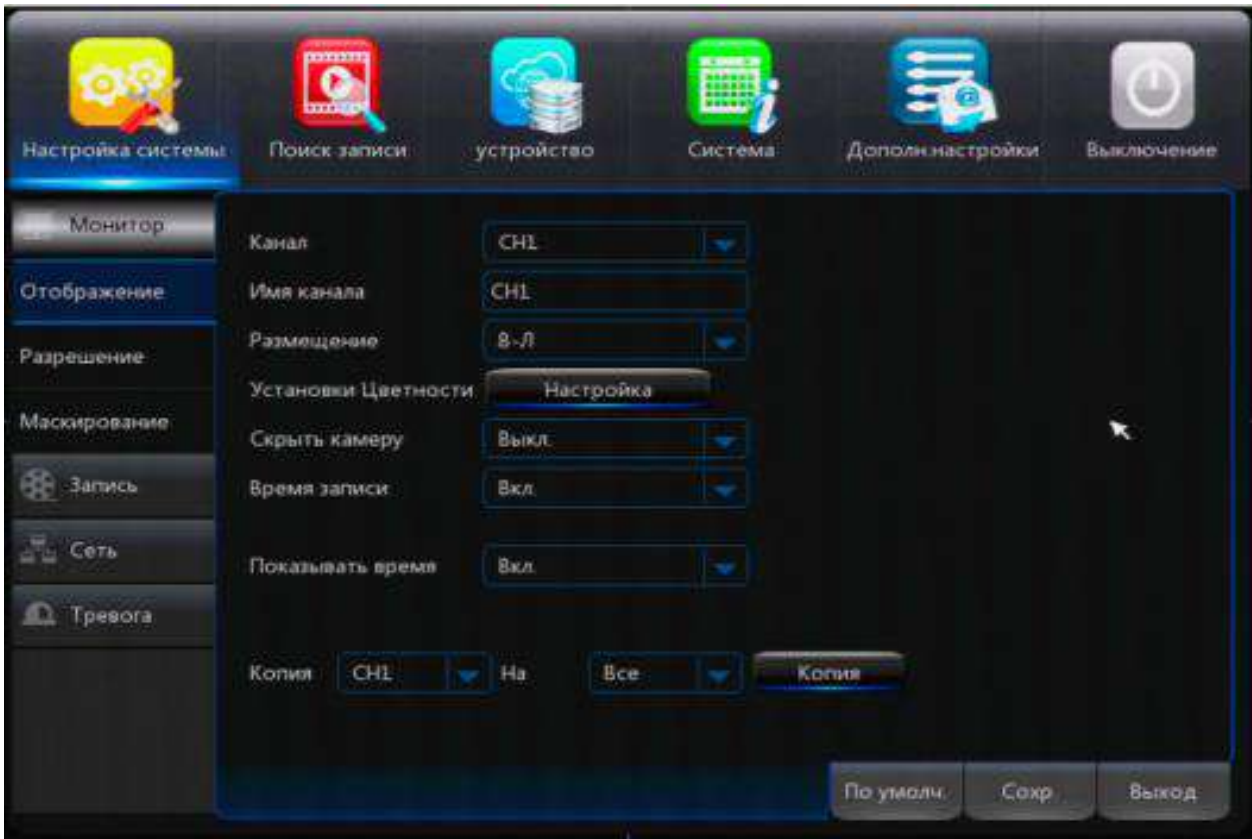 Настройка системы Поиск записи устройство Система Дополн.настройки Выключение
Монитор
Отображение
Разрешение
Маскирование
Запись
Сеть
Тревога
Канал CH1
Имя канала CH1
Размещение В-Л
Установки Цветности Настройка
Скрыть камеру Выкл.
Время записи Вкл.
Показывать время Вкл.
Копия CH1 На Все Копия
По умолч. Сохр Выход